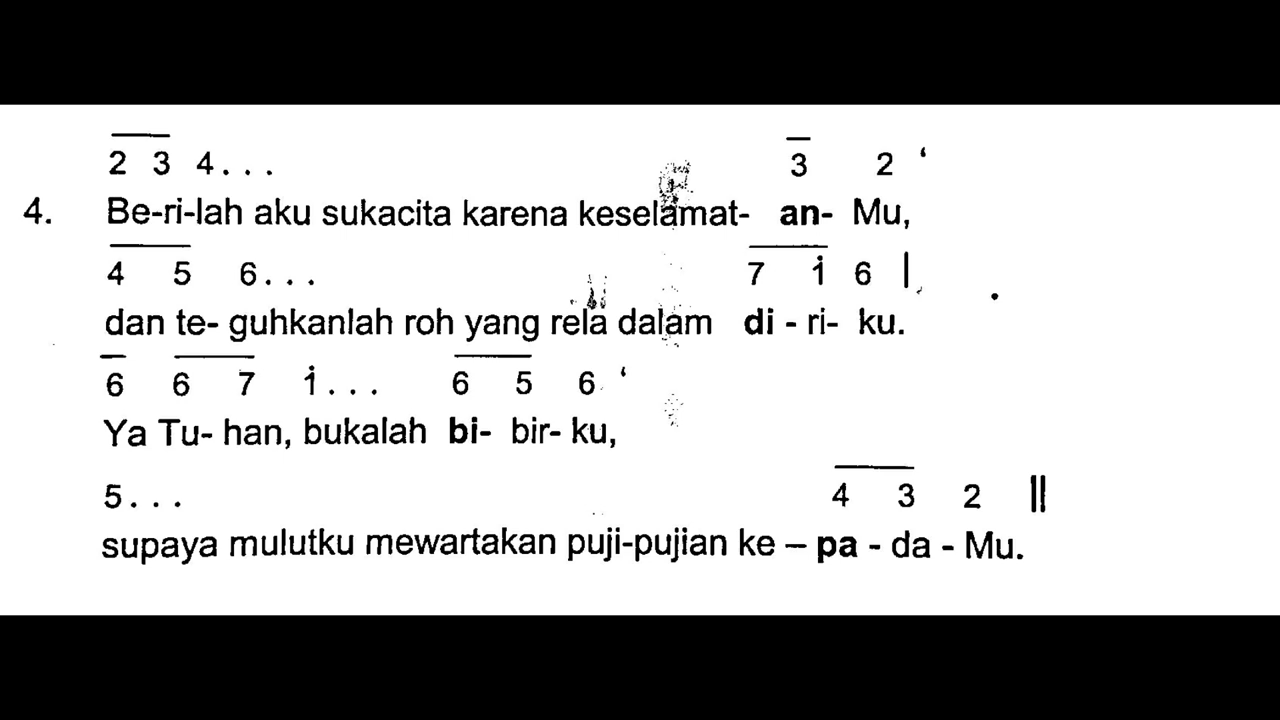 2 3 4... 3 2 ‘
4. Be-ri-lah aku sukacita karena keselamat- an- Mu,
4 5 6... 7 1̇ 6 |
dan te- guhkanlah roh yang rela dalam di - ri- ku.
6 6 7 1̇... 6 5 6 ‘
Ya Tu- han, bukalah bi- bir- ku,
5... 4 3 2 ||
supaya mulutku mewartakan puji-pujian ke – pa - da - Mu.